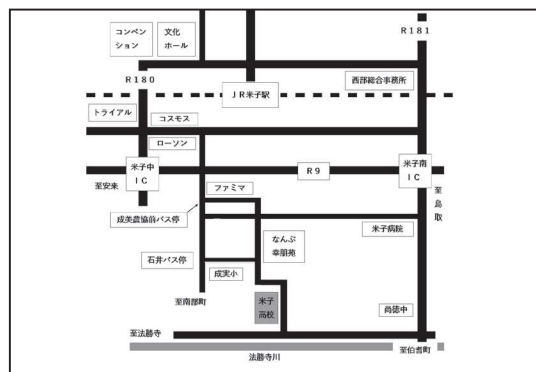 コンベン
ション
文化
ホール
R181
R180
JR米子駅
西部総合事務所
トライアル
コスモス
ローソン
米子中
IC
R9
米子南
IC
至安来
ファミマ
至鳥取
成美農協前バス停
米子病院
なんぶ
幸朋苑
石井バス停
成実小
至南部町
米子
高校
尚徳中
至法勝寺
法勝寺川
至伯耆町